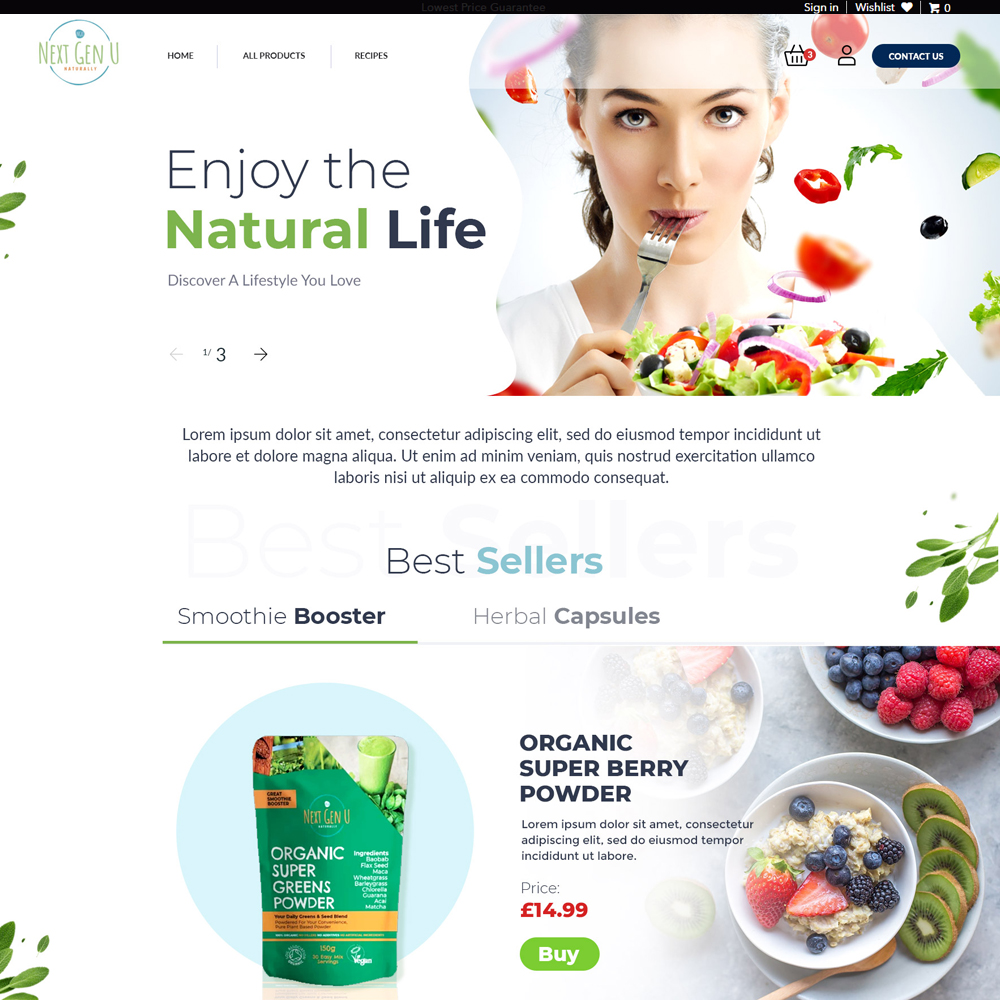 Lowest Price Guarantee
Sign in
Wishlist
0
NEXT GEN U
NATURALLY
HOME
ALL PRODUCTS
RECIPES
3
CONTACT US
Enjoy the
Natural Life
Discover A Lifestyle You Love
1/ 3
Lorem ipsum dolor sit amet, consectetur adipiscing elit, sed do eiusmod tempor incididunt ut
labore et dolore magna aliqua. Ut enim ad minim veniam, quis nostrud exercitation ullamco
laboris nisi ut aliquip ex ea commodo consequat.
Best Sellers
Best Sellers
Smoothie Booster
Herbal Capsules
GREAT
SMOOTHIE
BOOSTER
NEXT GEN U
NATURALLY
ORGANIC
SUPER
GREENS
POWDER
Ingredients
Baobab
Flax Seed
Maca
Wheatgrass
Barleygrass
Chlorella
Guarana
Acai
Matcha
Your Daily Greens & Seed Blend
Powdered For Your Convenience,
Pure Plant Based Powder
150g
30 Easy Mix
Servings
Vegan
ORGANIC
SUPER BERRY
POWDER
Lorem ipsum dolor sit amet, consectetur
adipiscing elit, sed do eiusmod tempor
incididunt ut labore.
Price:
£14.99
Buy